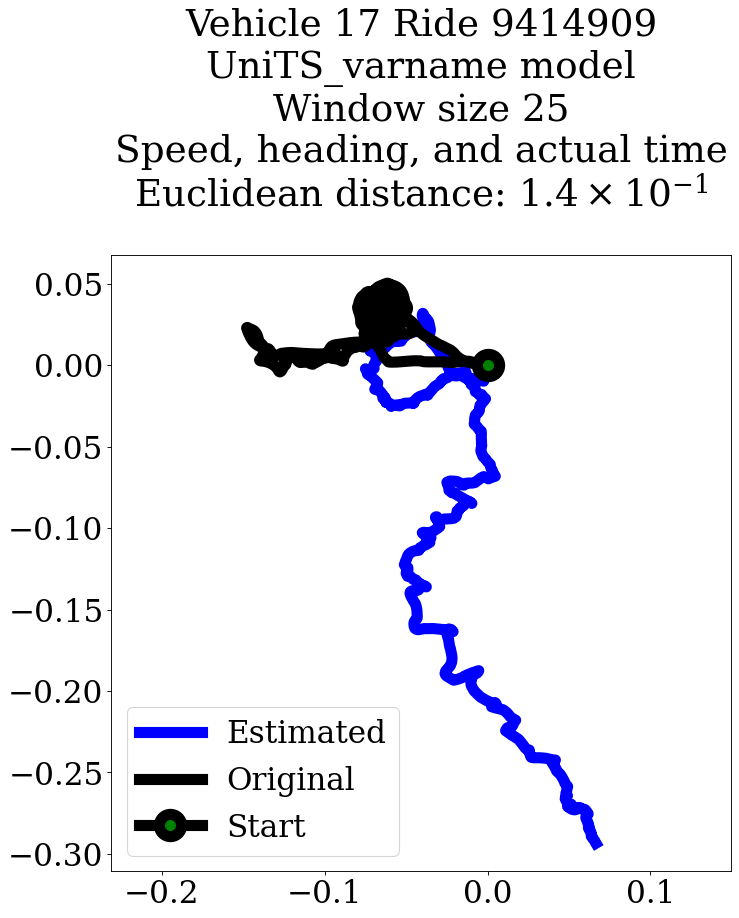 Vehicle 17 Ride 9414909
UniTS_varname model
Window size 25
Speed, heading, and actual time
Euclidean distance: 1.4 × 10⁻¹
0.05
0.00
−0.05
−0.10
−0.15
−0.20
−0.25
−0.30
Estimated
Original
Start
−0.2 −0.1 0.0 0.1